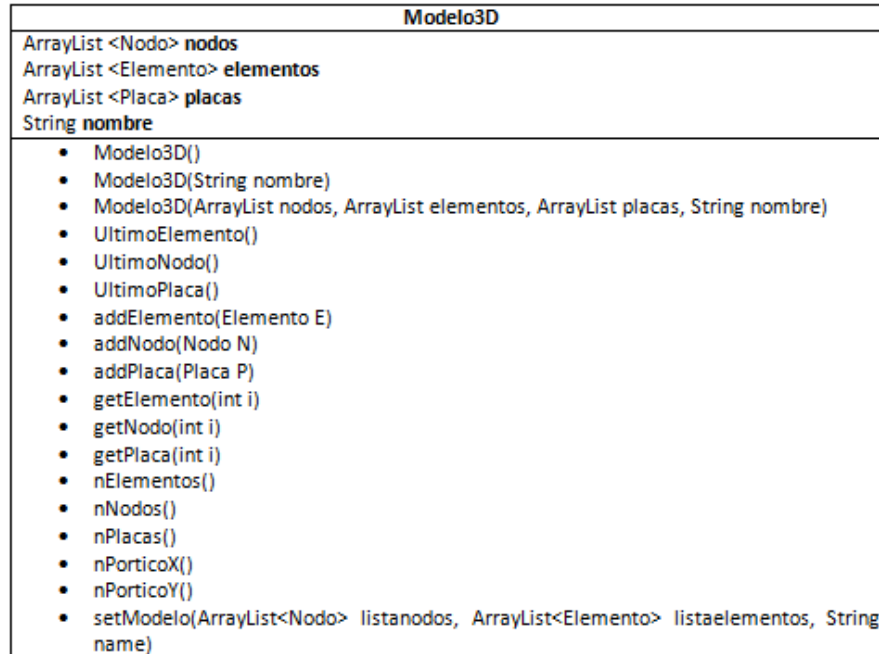 Modelo3D
ArrayList <Nodo> nodos
ArrayList <Elemento> elementos
ArrayList <Placa> placas
String nombre
• Modelo3D()
• Modelo3D(String nombre)
• Modelo3D(ArrayList nodos, ArrayList elementos, ArrayList placas, String nombre)
• UltimoElemento()
• UltimoNodo()
• UltimoPlaca()
• addElemento(Elemento E)
• addNodo(Nodo N)
• addPlaca(Placa P)
• getElemento(int i)
• getNodo(int i)
• getPlaca(int i)
• nElementos()
• nNodos()
• nPlacas()
• nPorticoX()
• nPorticoY()
• setModelo(ArrayList<Nodo> listanodos, ArrayList<Elemento> listaelementos, String
name)